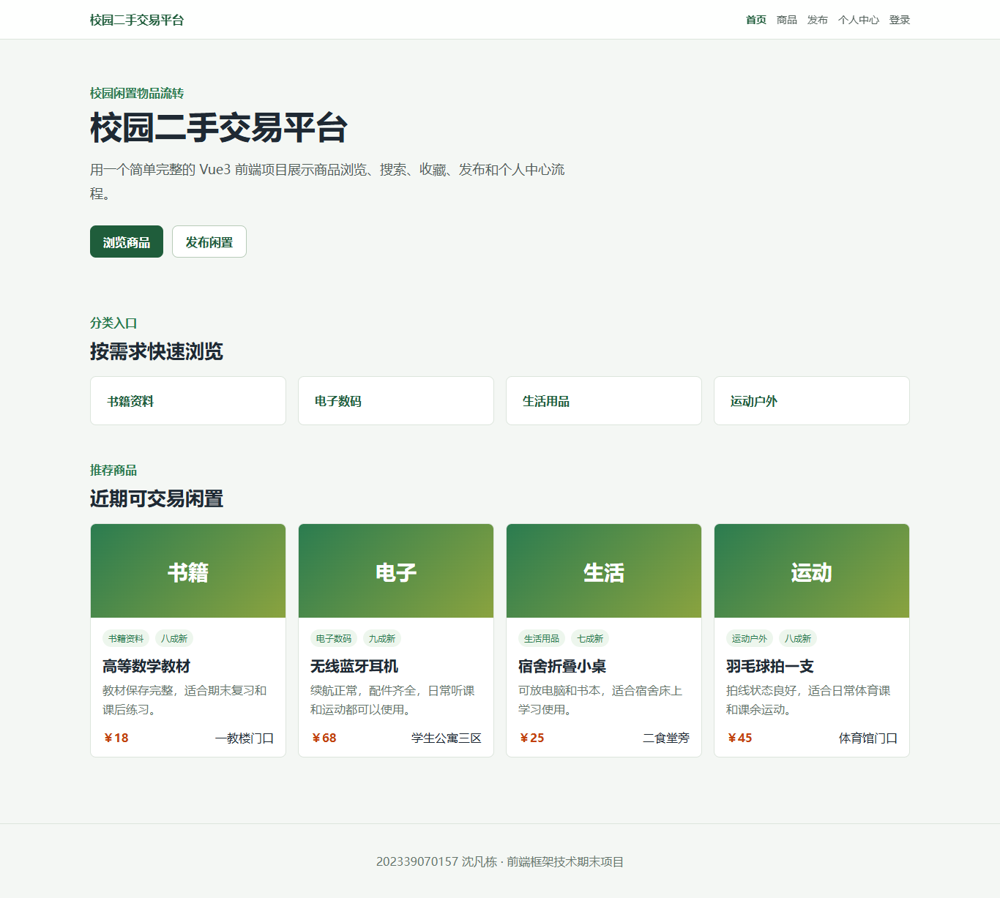 校园二手交易平台
首页 商品 发布 个人中心 登录
校园闲置物品流转
校园二手交易平台
用一个简单完整的 Vue3 前端项目展示商品浏览、搜索、收藏、发布和个人中心流
程。
浏览商品 发布闲置
分类入口
按需求快速浏览
书籍资料 电子数码 生活用品 运动户外
推荐商品
近期可交易闲置
书籍
书籍资料 八成新
高等数学教材
教材保存完整，适合期末复习和
课后练习。
￥18 一教楼门口
电子
电子数码 九成新
无线蓝牙耳机
续航正常，配件齐全，日常听课
和运动都可以使用。
￥68 学生公寓三区
生活
生活用品 七成新
宿舍折叠小桌
可放电脑和书本，适合宿舍床上
学习使用。
￥25 二食堂旁
运动
运动户外 八成新
羽毛球拍一支
拍线状态良好，适合日常体育课
和课余运动。
￥45 体育馆门口
202339070157 沈凡栋 · 前端框架技术期末项目